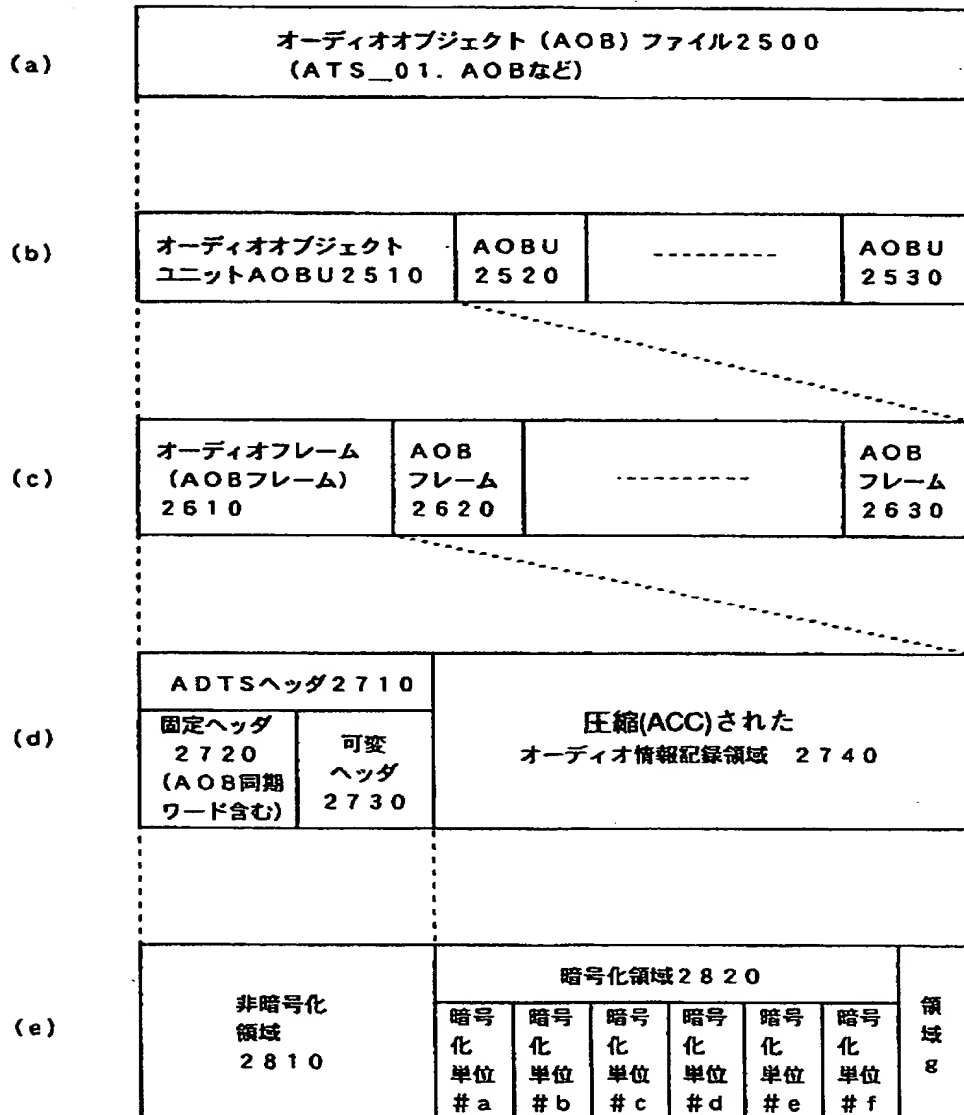 (a)
オーディオオブジェクト（AOB）ファイル2500
（ATS__01．AOBなど）
(b)
オーディオオブジェクト
ユニットAOBU2510
AOBU
2520
AOBU
2530
(c)
オーディオフレーム
（AOBフレーム）
2610
AOB
フレーム
2620
AOB
フレーム
2630
(d)
ADTSヘッダ2710
固定ヘッダ
2720
（AOB同期
ワード含む）
可変
ヘッダ
2730
圧縮(ACC)された
オーディオ情報記録領域 2740
(e)
非暗号化
領域
2810
暗号化領域2820
暗号
化
単位
#a
暗号
化
単位
#b
暗号
化
単位
#c
暗号
化
単位
#d
暗号
化
単位
#e
暗号
化
単位
#f
領
域
g